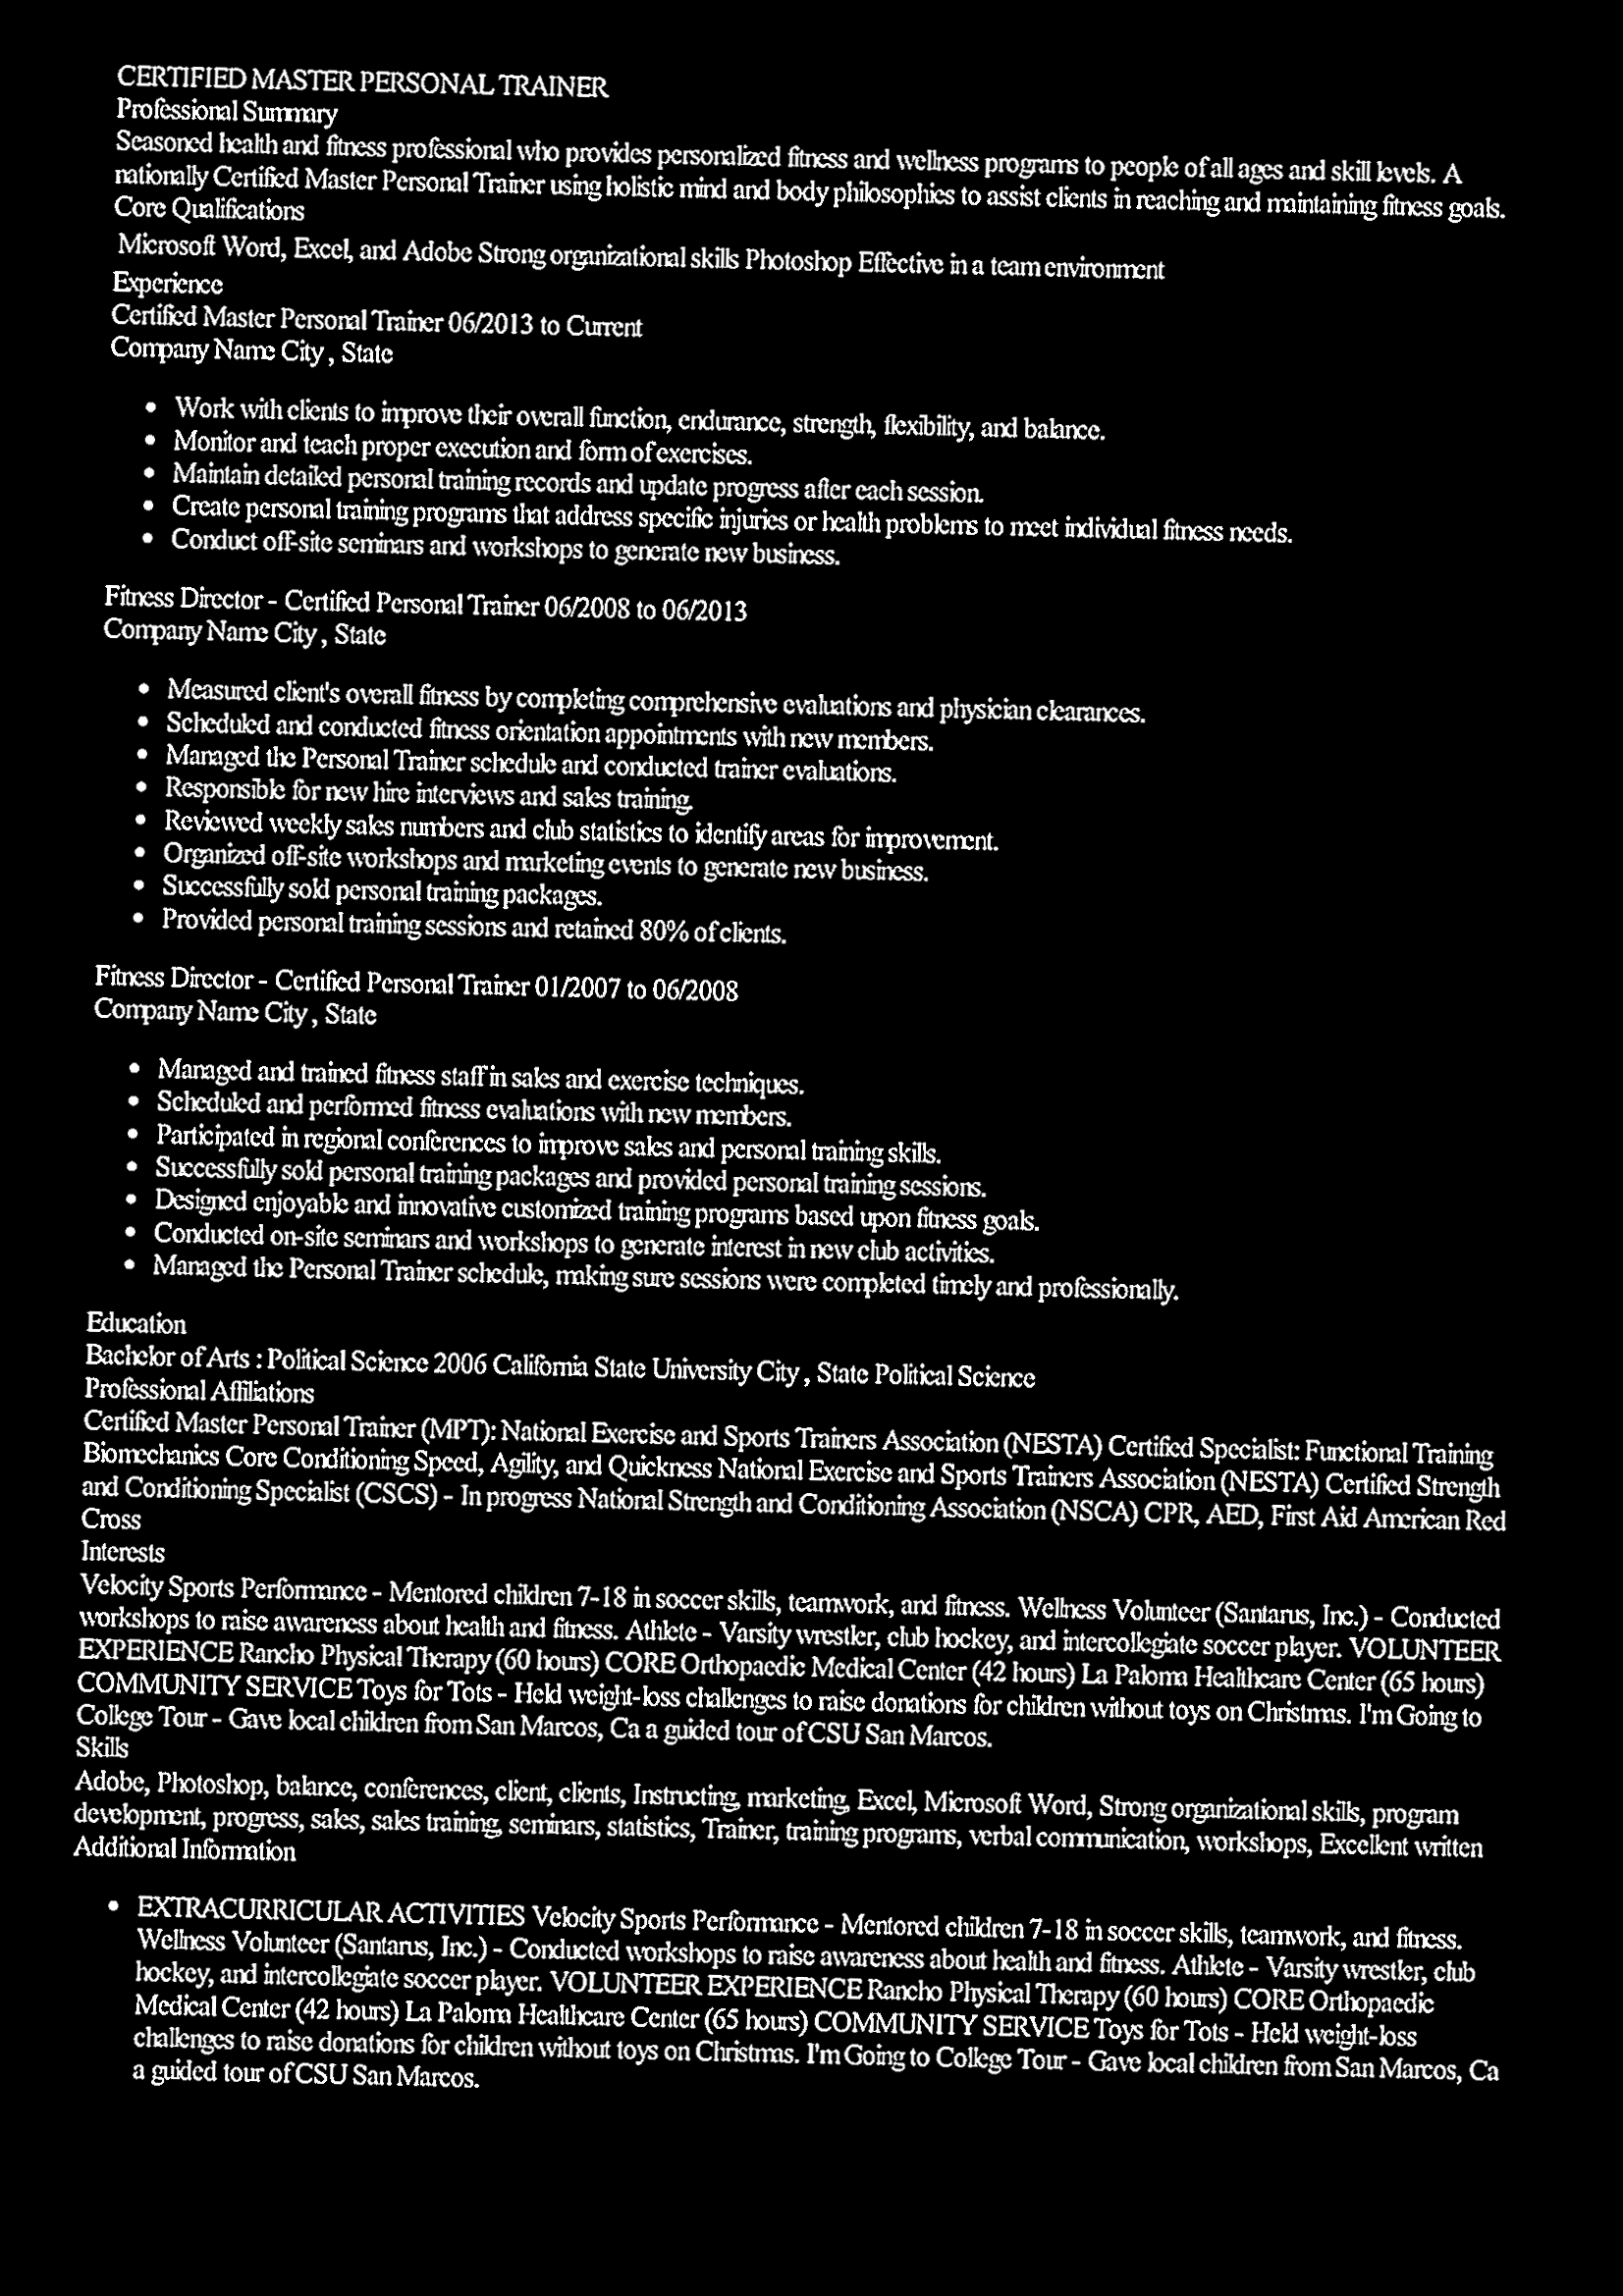 CERTIFIED MASTER PERSONAL TRAINER
Professional Summary
Seasoned health and fitness professional who provides personalized fitness and wellness programs to people of all ages and skill levels. A
nationally Certified Master Personal Trainer using holistic mind and body philosophies to assist clients in reaching and maintaining fitness goals.
Core Qualifications
Microsoft Word, Excel, and Adobe Strong organizational skills Photoshop Effective in a team environment
Experience
Certified Master Personal Trainer 06/2013 to Current
Company Name City , State
• Work with clients to improve their overall function, endurance, strength, flexibility, and balance.
• Monitor and teach proper execution and form of exercises.
• Maintain detailed personal training records and update progress after each session.
• Create personal training programs that address specific injuries or health problems to meet individual fitness needs.
• Conduct off-site seminars and workshops to generate new business.
Fitness Director - Certified Personal Trainer 06/2008 to 06/2013
Company Name City , State
• Measured client's overall fitness by completing comprehensive evaluations and physician clearances.
• Scheduled and conducted fitness orientation appointments with new members.
• Managed the Personal Trainer schedule and conducted trainer evaluations.
• Responsible for new hire interviews and sales training.
• Reviewed weekly sales numbers and club statistics to identify areas for improvement.
• Organized off-site workshops and marketing events to generate new business.
• Successfully sold personal training packages.
• Provided personal training sessions and retained 80% of clients.
Fitness Director - Certified Personal Trainer 01/2007 to 06/2008
Company Name City , State
• Managed and trained fitness staff in sales and exercise techniques.
• Scheduled and performed fitness evaluations with new members.
• Participated in regional conferences to improve sales and personal training skills.
• Successfully sold personal training packages and provided personal training sessions.
• Designed enjoyable and innovative customized training programs based upon fitness goals.
• Conducted on-site seminars and workshops to generate interest in new club activities.
• Managed the Personal Trainer schedule, making sure sessions were completed timely and professionally.
Education
Bachelor of Arts : Political Science 2006 California State University City , State Political Science
Professional Affiliations
Certified Master Personal Trainer (MPT): National Exercise and Sports Trainers Association (NESTA) Certified Specialist: Functional Training
Biomechanics Core Conditioning Speed, Agility, and Quickness National Exercise and Sports Trainers Association (NESTA) Certified Strength
and Conditioning Specialist (CSCS) - In progress National Strength and Conditioning Association (NSCA) CPR, AED, First Aid American Red
Cross
Interests
Velocity Sports Performance - Mentored children 7-18 in soccer skills, teamwork, and fitness. Wellness Volunteer (Santarus, Inc.) - Conducted
workshops to raise awareness about health and fitness. Athlete - Varsity wrestler, club hockey, and intercollegiate soccer player. VOLUNTEER
EXPERIENCE Rancho Physical Therapy (60 hours) CORE Orthopaedic Medical Center (42 hours) La Paloma Healthcare Center (65 hours)
COMMUNITY SERVICE Toys for Tots - Held weight-loss challenges to raise donations for children without toys on Christmas. I'm Going to
College Tour - Gave local children from San Marcos, Ca a guided tour of CSU San Marcos.
Skills
Adobe, Photoshop, balance, conferences, client, clients, Instructing, marketing, Excel, Microsoft Word, Strong organizational skills, program
development, progress, sales, sales training, seminars, statistics, Trainer, training programs, verbal communication, workshops, Excellent written
Additional Information
• EXTRACURRICULAR ACTIVITIES Velocity Sports Performance - Mentored children 7-18 in soccer skills, teamwork, and fitness.
Wellness Volunteer (Santarus, Inc.) - Conducted workshops to raise awareness about health and fitness. Athlete - Varsity wrestler, club
hockey, and intercollegiate soccer player. VOLUNTEER EXPERIENCE Rancho Physical Therapy (60 hours) CORE Orthopaedic
Medical Center (42 hours) La Paloma Healthcare Center (65 hours) COMMUNITY SERVICE Toys for Tots - Held weight-loss
challenges to raise donations for children without toys on Christmas. I'm Going to College Tour - Gave local children from San Marcos, Ca
a guided tour of CSU San Marcos.